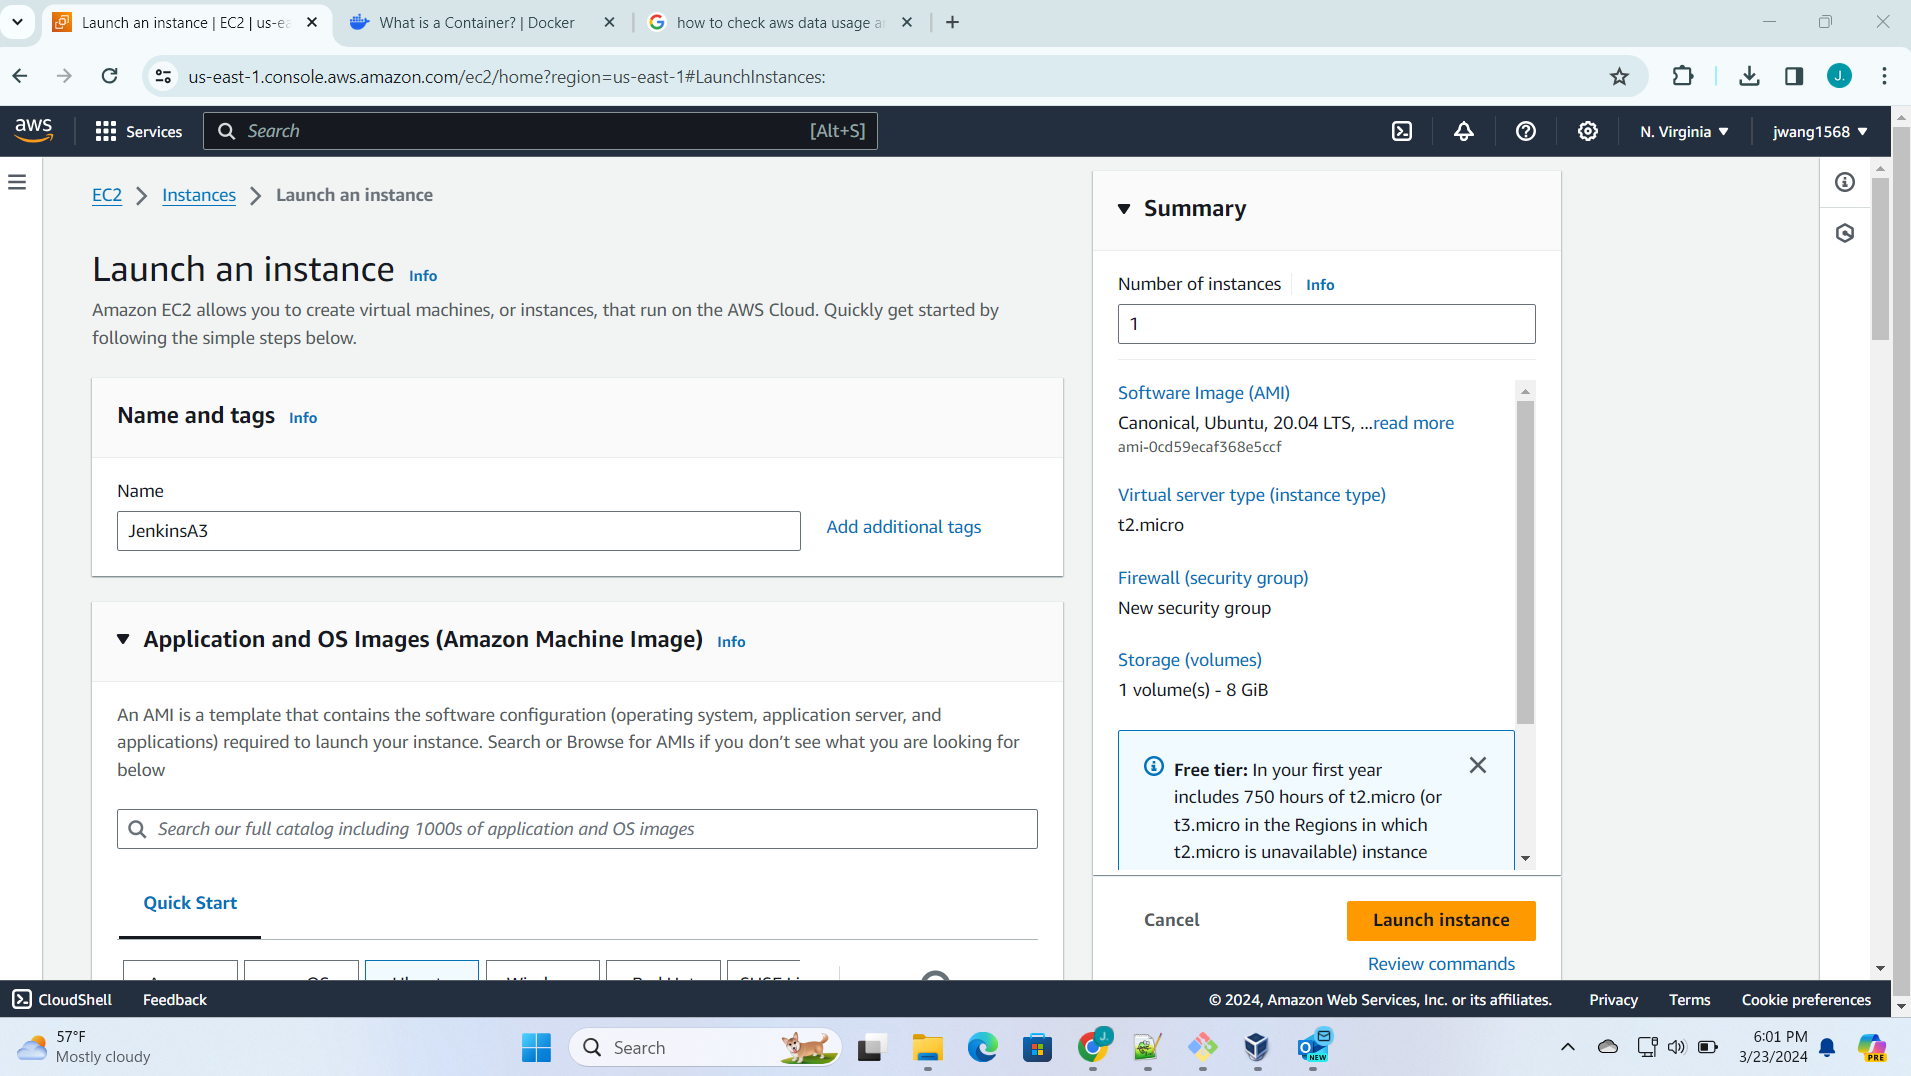 Launch an instance | EC2 | us-ea
What is a Container? | Docker
how to check aws data usage a
us-east-1.console.aws.amazon.com/ec2/home?region=us-east-1#LaunchInstances:
J.
aws
Services
Search
[Alt+S]
N. Virginia
jwang1568
EC2
Instances
Launch an instance
Launch an instance
Info
Amazon EC2 allows you to create virtual machines, or instances, that run on the AWS Cloud. Quickly get started by
following the simple steps below.
Name and tags
Info
Name
JenkinsA3
Add additional tags
Application and OS Images (Amazon Machine Image)
Info
An AMI is a template that contains the software configuration (operating system, application server, and
applications) required to launch your instance. Search or Browse for AMIs if you don't see what you are looking for
below
Search our full catalog including 1000s of application and OS images
Quick Start
Summary
Number of instances
Info
1
Software Image (AMI)
Canonical, Ubuntu, 20.04 LTS, ...read more
ami-0cd59ecaf368e5ccf
Virtual server type (instance type)
t2.micro
Firewall (security group)
New security group
Storage (volumes)
1 volume(s) - 8 GiB
Free tier: In your first year
includes 750 hours of t2.micro (or
t3.micro in the Regions in which
t2.micro is unavailable) instance
Cancel
Launch instance
Review commands
CloudShell
Feedback
© 2024, Amazon Web Services, Inc. or its affiliates.
Privacy
Terms
Cookie preferences
57°F
Mostly cloudy
Search
J.
NEW
6:01 PM
3/23/2024
PRE